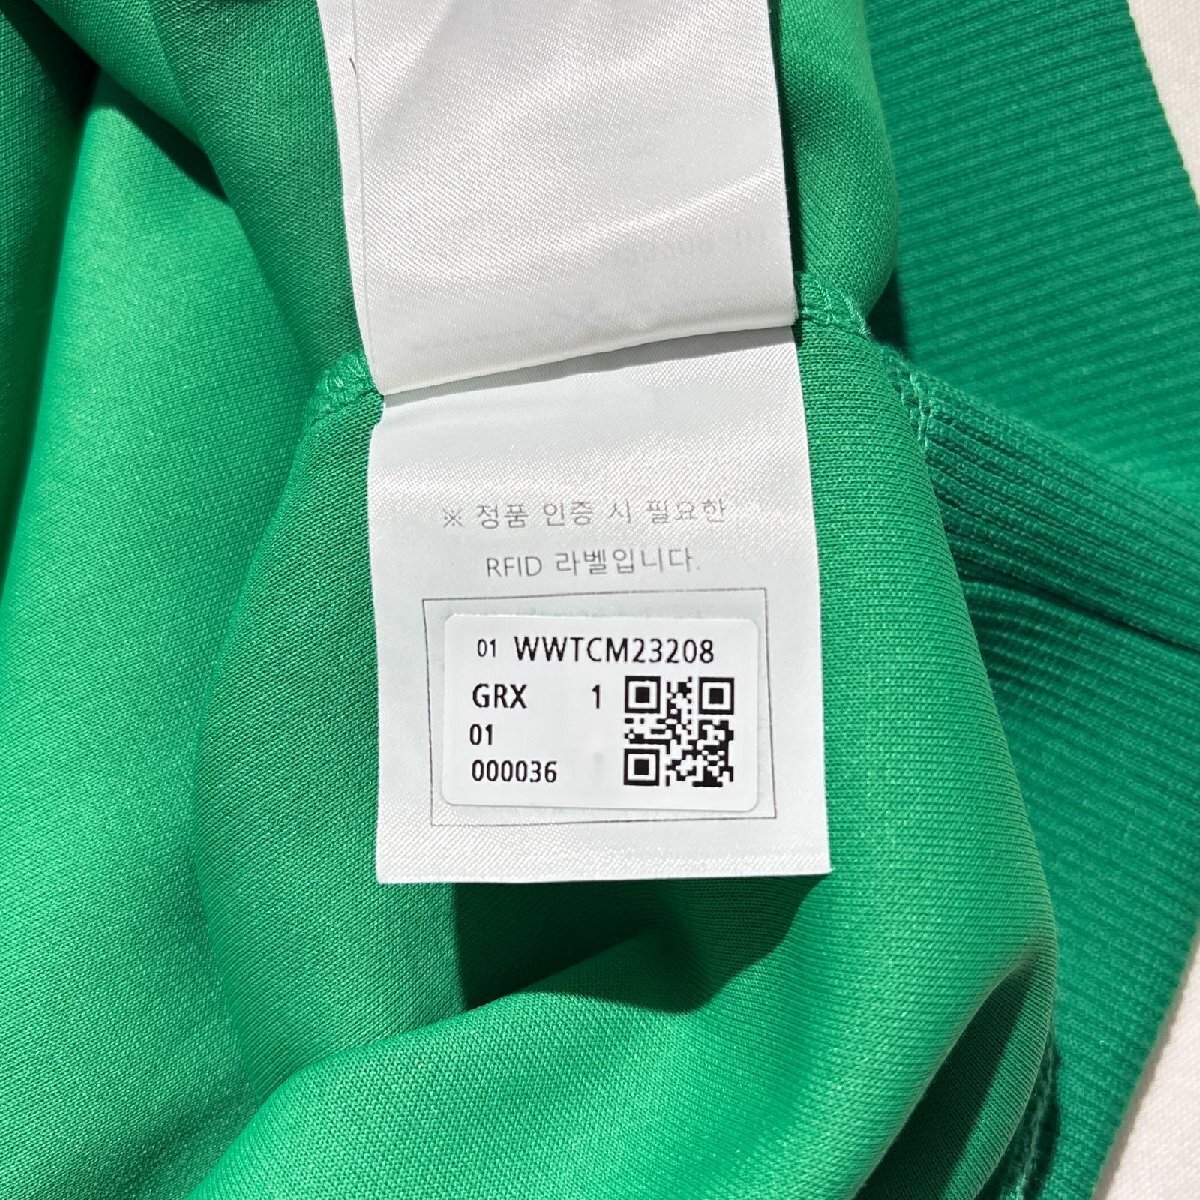 ※ 정품 인증 시 필요한
RFID 라벨입니다.
01 WWTCM23208
GRX 1
01
000036